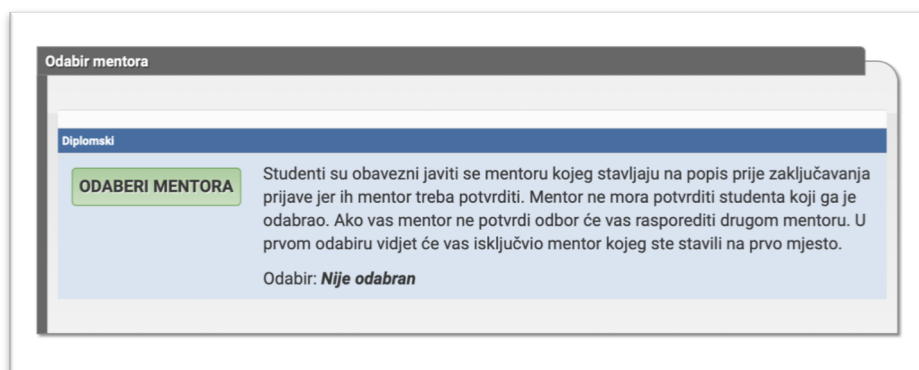 Odabir mentora
Diplomski
ODABERI MENTORA
Studenti su obavezni javiti se mentoru kojeg stavljaju na popis prije zaključavanja
prijave jer ih mentor treba potvrditi. Mentor ne mora potvrditi studenta koji ga je
odabrao. Ako vas mentor ne potvrdi odbor će vas rasporediti drugom mentoru. U
prvom odabiru vidjet će vas isključvio mentor kojeg ste stavili na prvo mjesto.
Odabir: Nije odabran